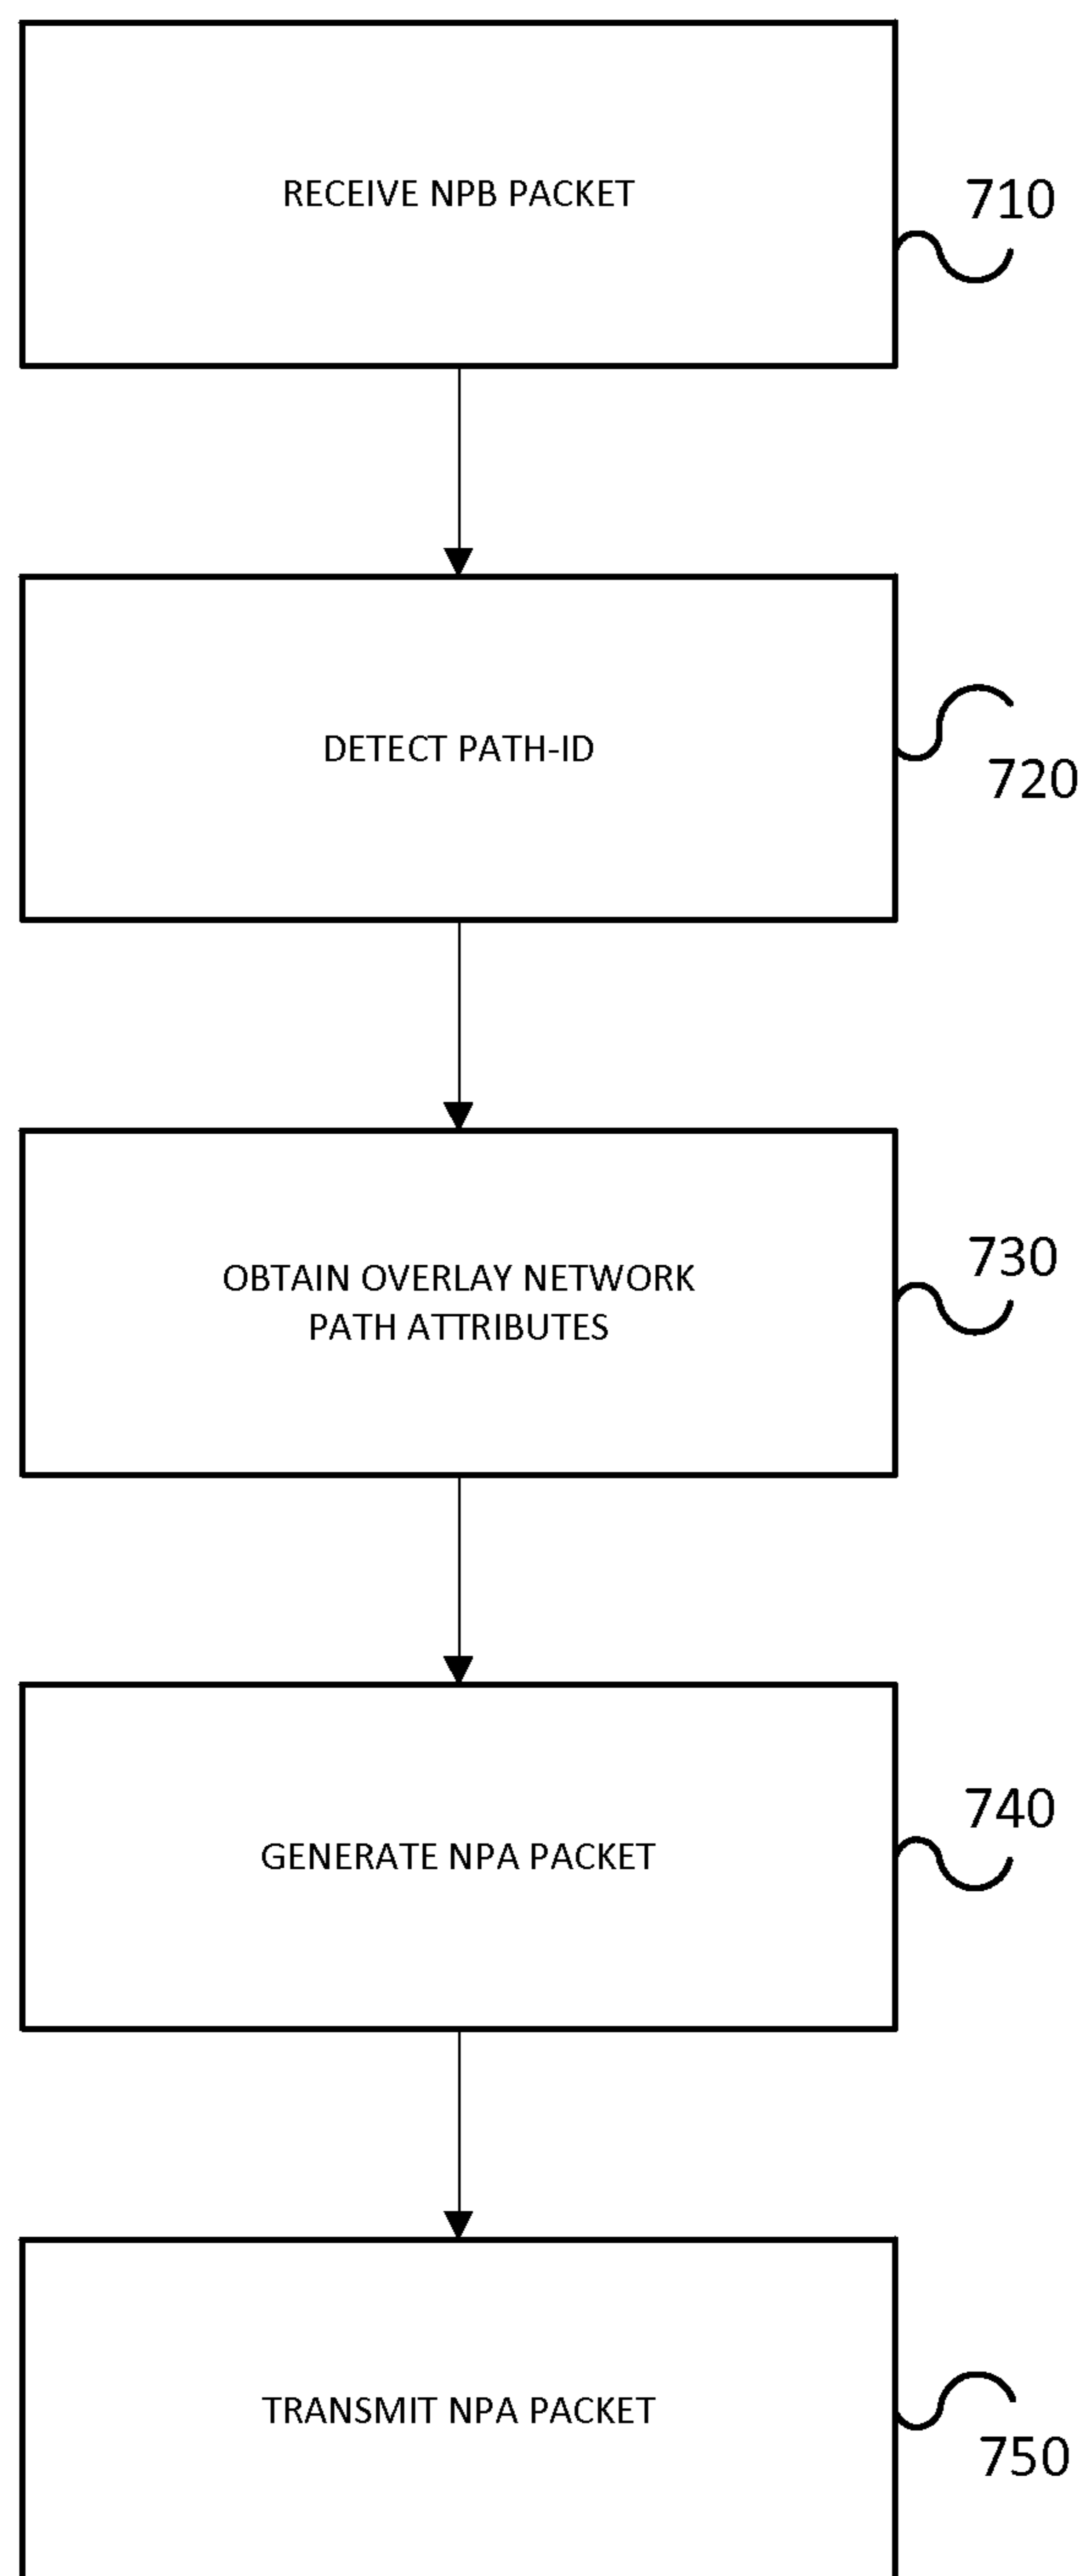 RECEIVE NPB PACKET
710
DETECT PATH-ID
720
OBTAIN OVERLAY NETWORK
PATH ATTRIBUTES
730
GENERATE NPA PACKET
740
TRANSMIT NPA PACKET
750